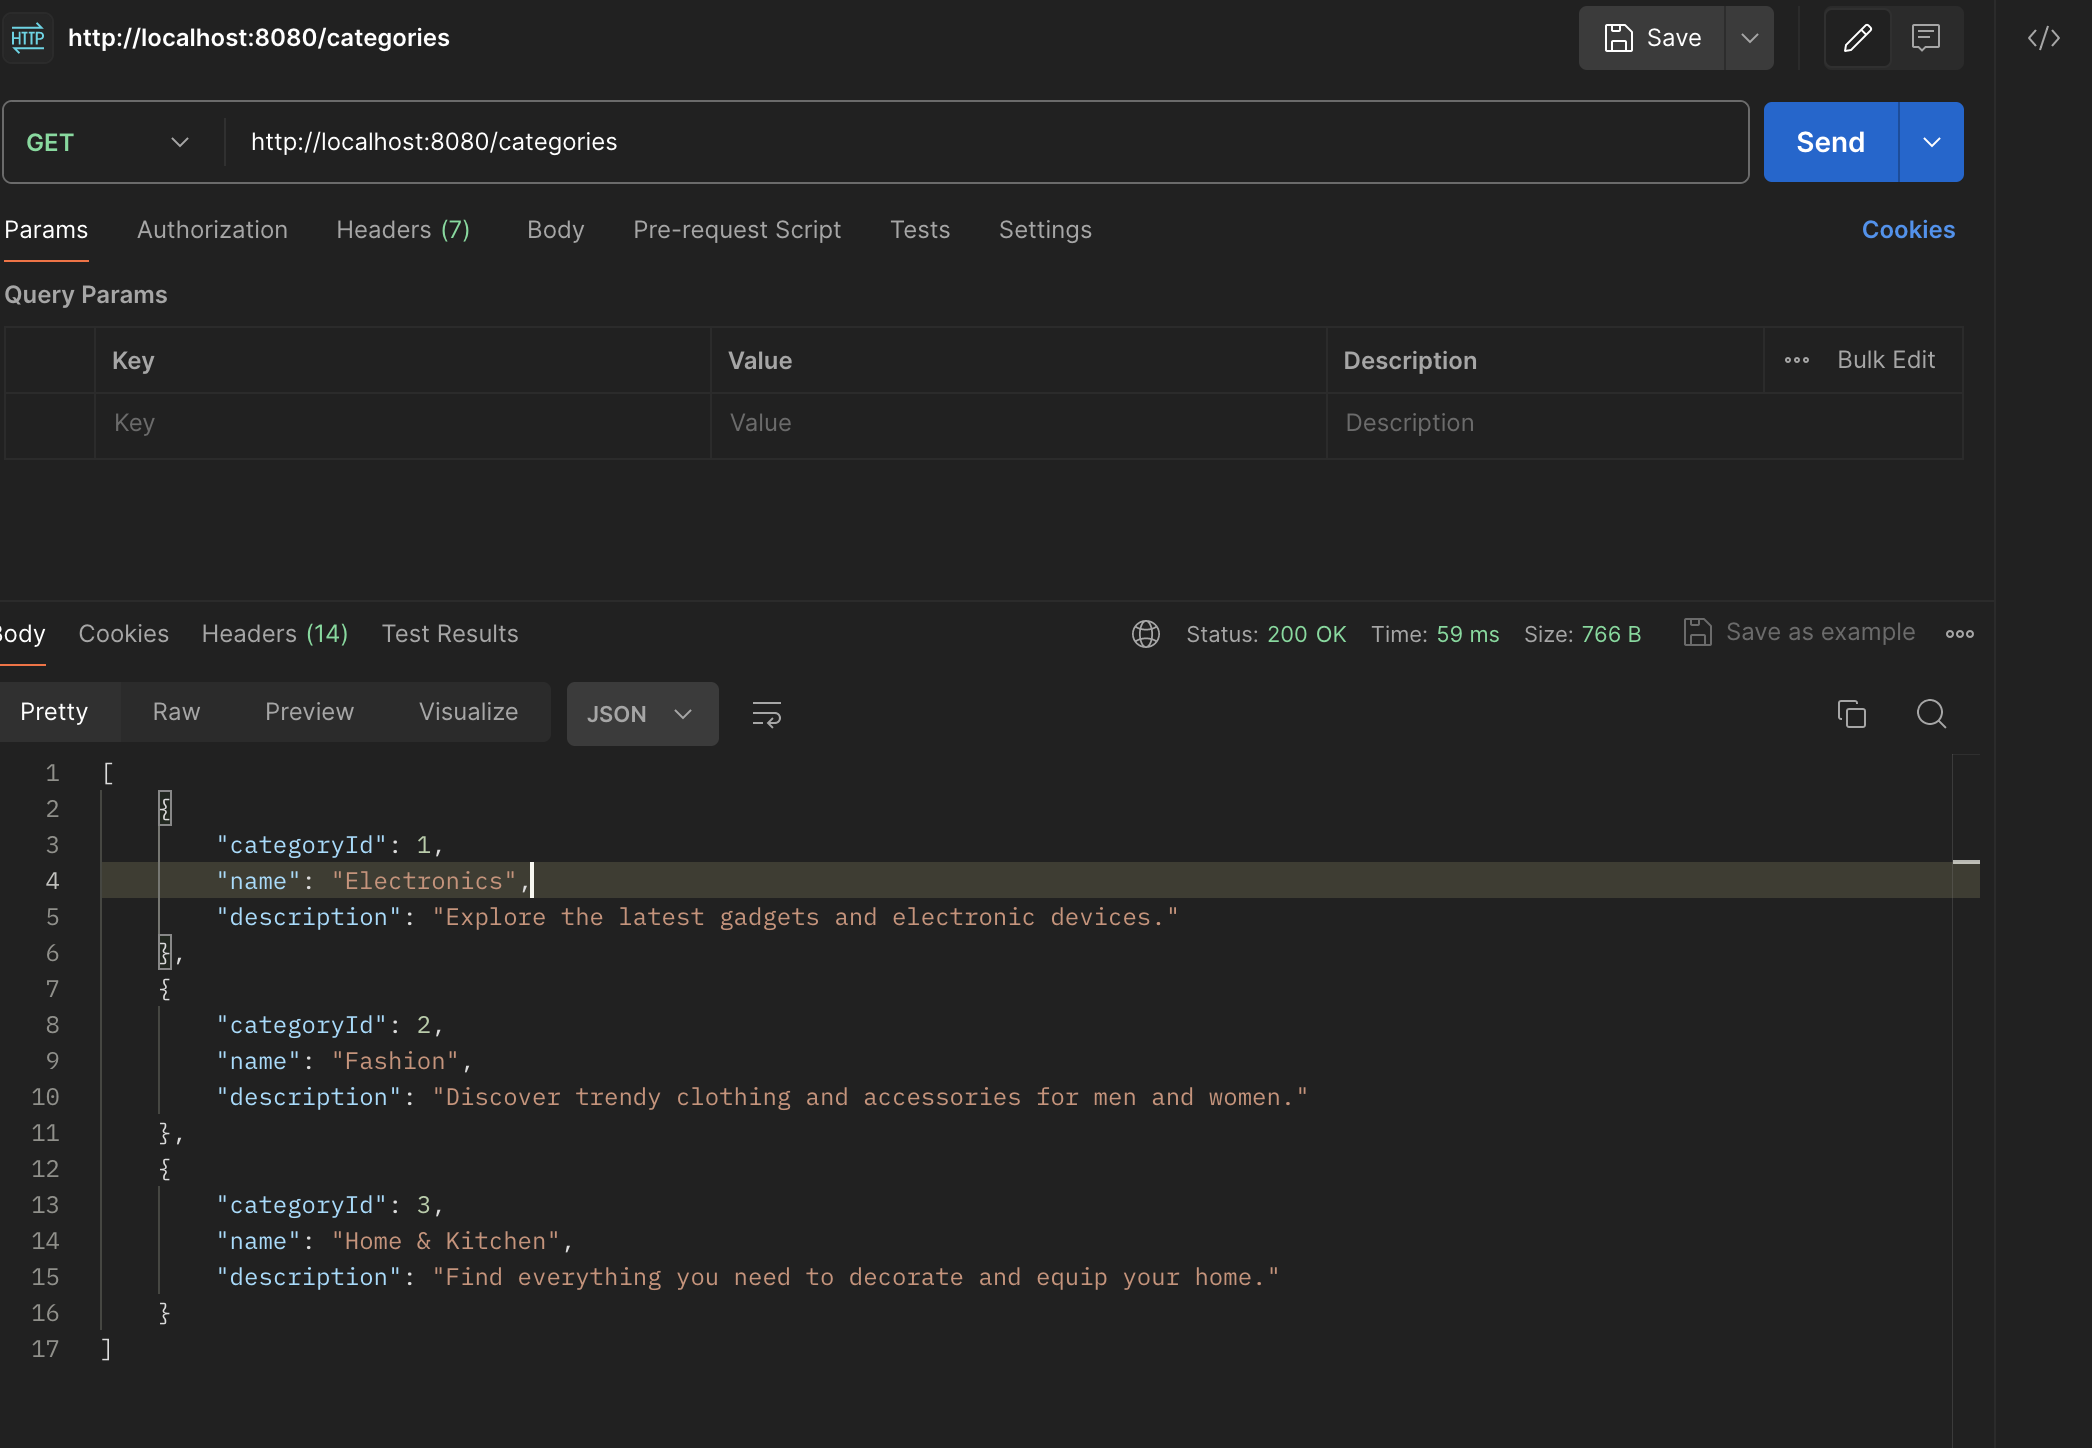 HTTP http://localhost:8080/categories Save
GET http://localhost:8080/categories Send
Params Authorization Headers (7) Body Pre-request Script Tests Settings Cookies
Query Params
Key Value Description Bulk Edit
Key Value Description
Body Cookies Headers (14) Test Results Status: 200 OK Time: 59 ms Size: 766 B Save as example
Pretty Raw Preview Visualize JSON
1 [
2 {
3 "categoryId": 1,
4 "name": "Electronics",
5 "description": "Explore the latest gadgets and electronic devices."
6 },
7 {
8 "categoryId": 2,
9 "name": "Fashion",
10 "description": "Discover trendy clothing and accessories for men and women."
11 },
12 {
13 "categoryId": 3,
14 "name": "Home & Kitchen",
15 "description": "Find everything you need to decorate and equip your home."
16 }
17 ]